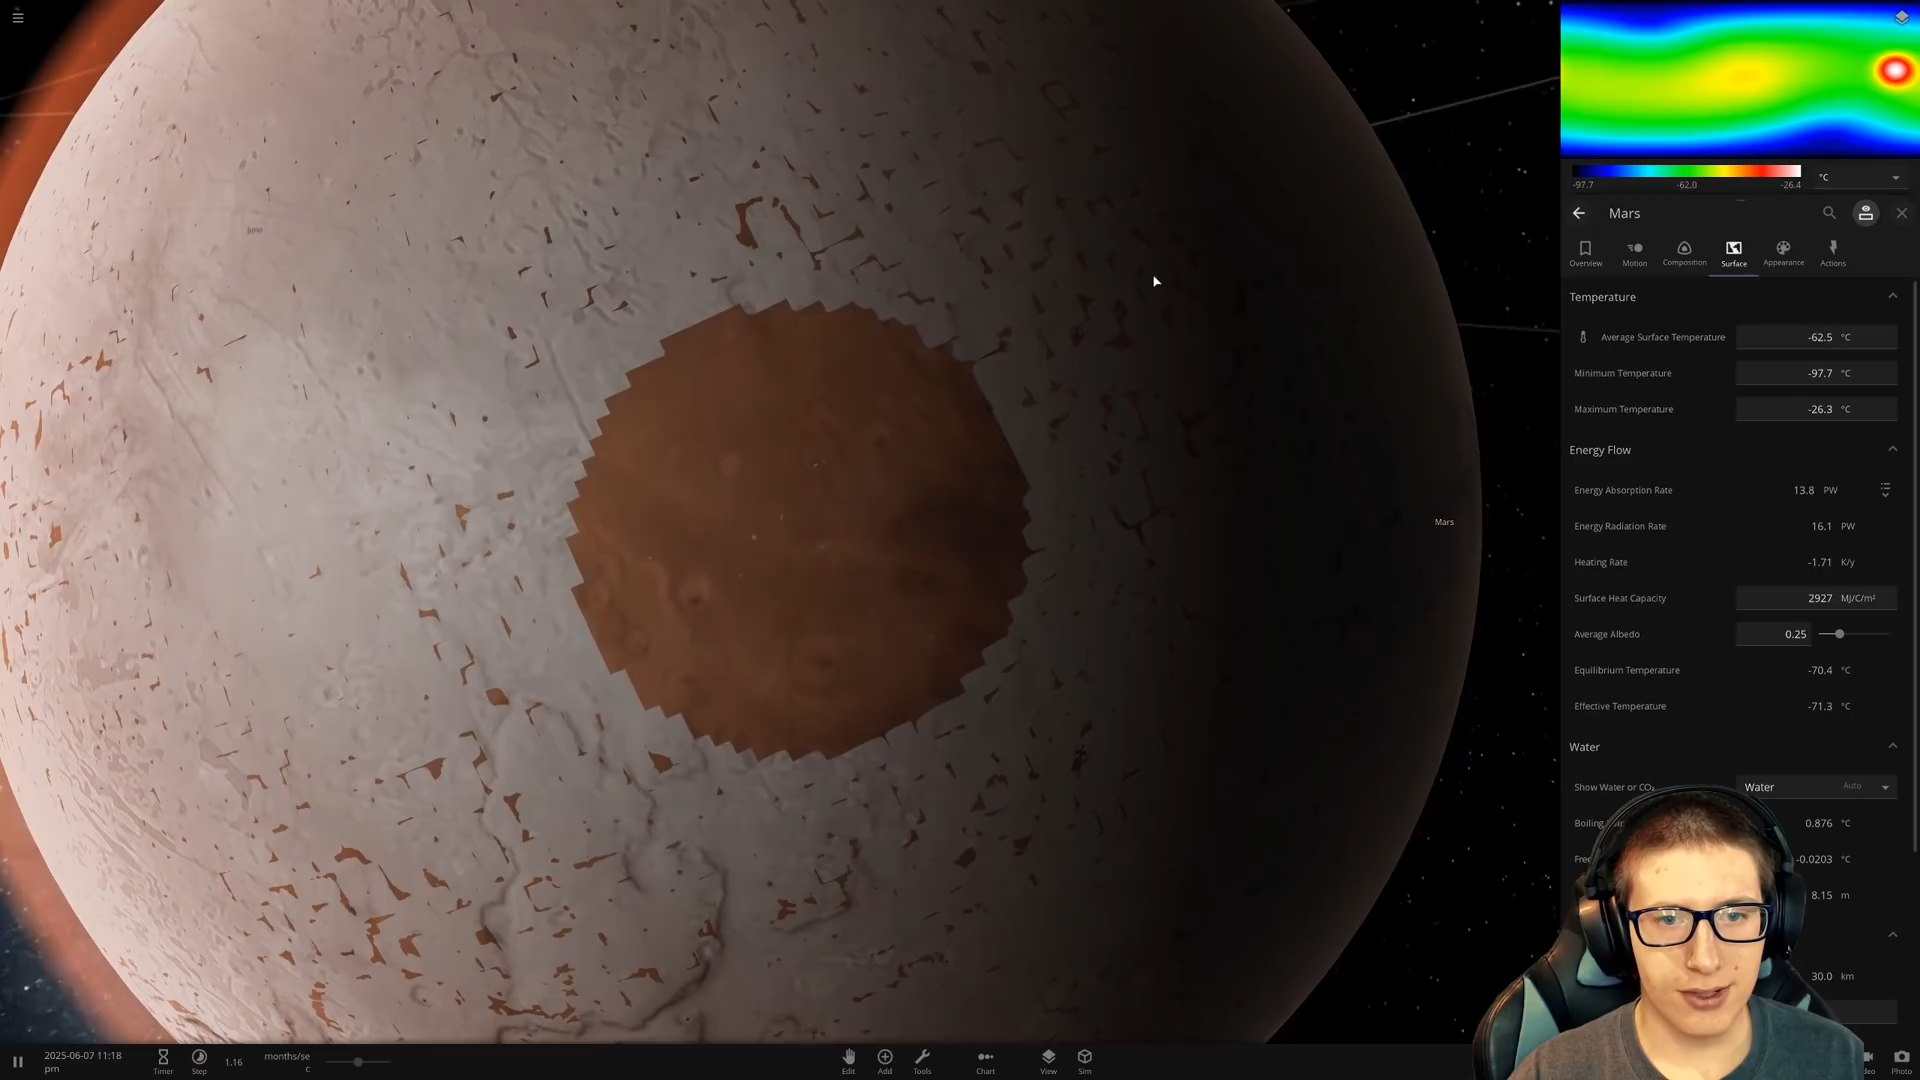 -97.7 -62.0 -26.4 °C
Mars
Overview Motion Composition Surface Appearance Actions
Temperature
Average Surface Temperature -62.5 °C
Minimum Temperature -97.7 °C
Maximum Temperature -26.3 °C
Energy Flow
Energy Absorption Rate 13.8 PW
Energy Radiation Rate 16.1 PW
Heating Rate -1.71 K/y
Surface Heat Capacity 2927 MJ/C/m²
Average Albedo 0.25
Equilibrium Temperature -70.4 °C
Effective Temperature -71.3 °C
Water
Show Water or CO₂ Water Auto
Boiling 0.876 °C
-0.0203 °C
8.15 m
30.0 km
Juno
Mars
2025-06-07 11:18
pm
Timer Step 1.16 months/se
c
Edit Add Tools Chart View Sim
Photo